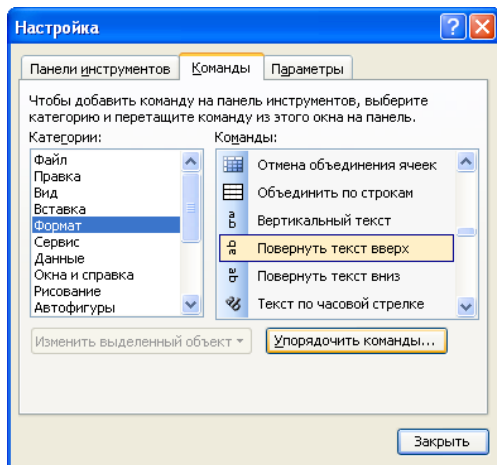 Настройка
Панели инструментов Команды Параметры
Чтобы добавить команду на панель инструментов, выберите
категорию и перетащите команду из этого окна на панель.
Категории: Команды:
Файл
Правка
Вид
Вставка
Формат
Сервис
Данные
Окна и справка
Рисование
Автофигуры
Отмена объединения ячеек
Объединить по строкам
Вертикальный текст
Повернуть текст вверх
Повернуть текст вниз
Текст по часовой стрелке
Изменить выделенный объект Упорядочить команды...
Закрыть